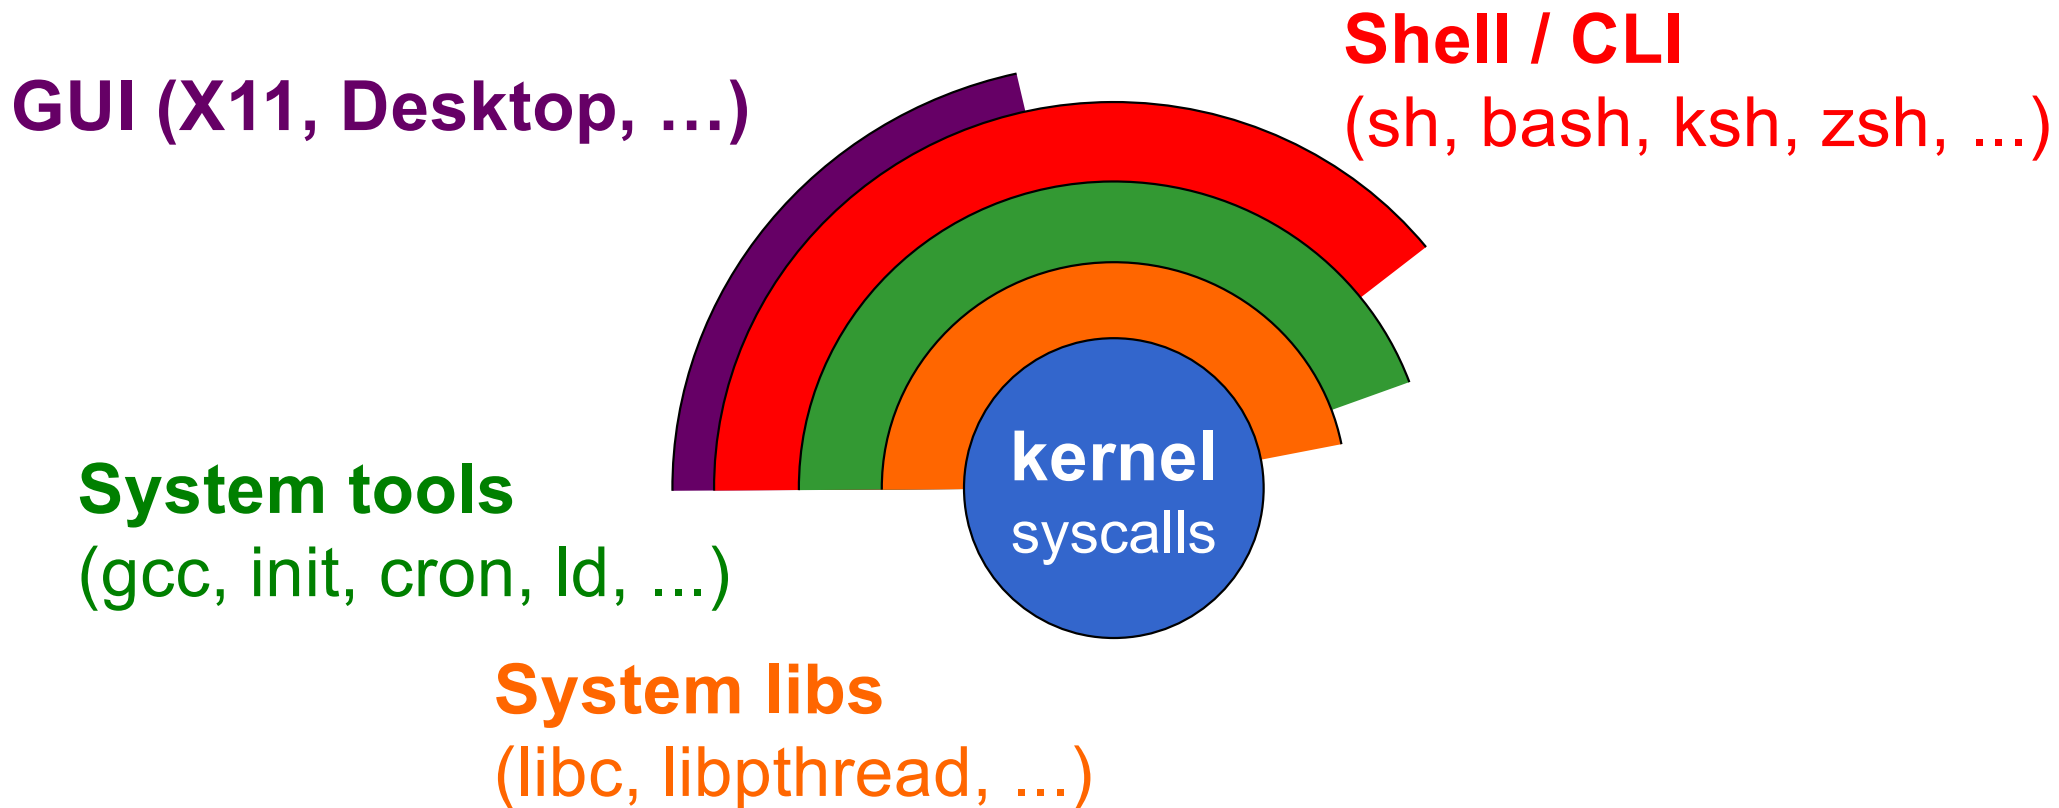 Shell / CLI
(sh, bash, ksh, zsh, ...)
GUI (X11, Desktop, …)
kernel
syscalls
System tools
(gcc, init, cron, ld, ...)
System libs
(libc, libpthread, ...)